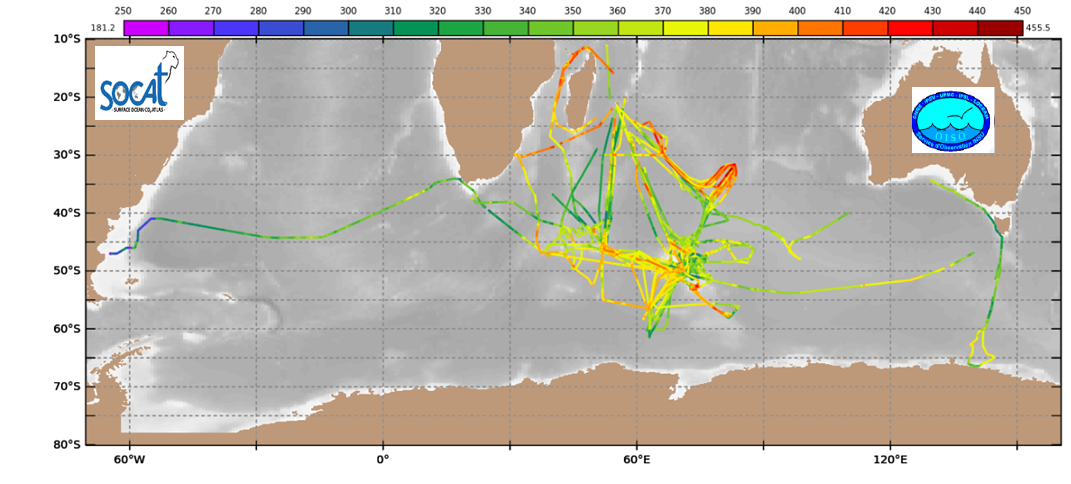 250 260 270 280 290 300 310 320 330 340 350 360 370 380 390 400 410 420 430 440 450
181.2 455.5
10°S
SOCAT
SURFACE OCEAN CO₂ ATLAS
OISO
20°S
30°S
40°S
50°S
60°S
70°S
80°S
60°W 0° 60°E 120°E